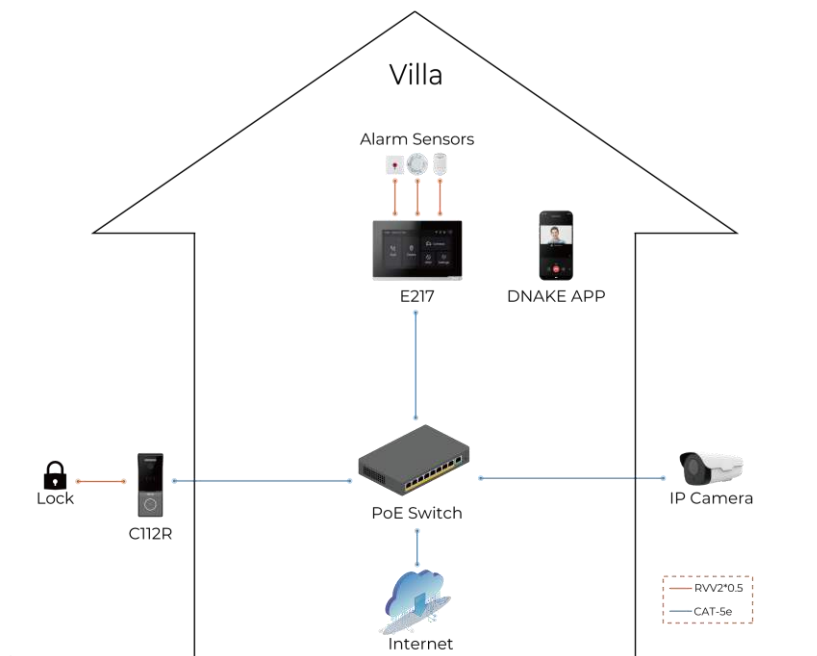 Villa
Alarm Sensors
E217
DNAKE APP
Lock
C112R
PoE Switch
IP Camera
Internet
RVV2*0.5
CAT-5e